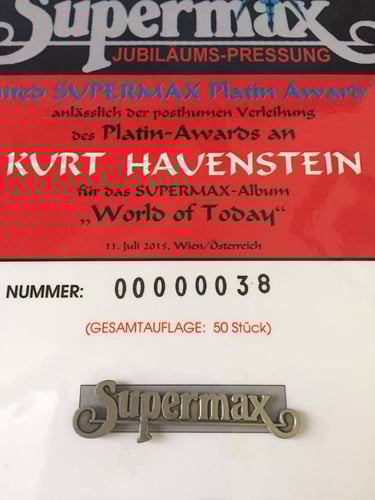 Supermax
JUBILÄUMS-PRESSUNG
SUPERMAX Platin Award
anlässlich der posthumen Verleihung
des Platin-Awards an
KURT HAUENSTEIN
für das SUPERMAX-Album
„World of Today“
11. Juli 2015, Wien/Österreich
NUMMER: 00000038
(GESAMTAUFLAGE: 50 Stück)
Supermax